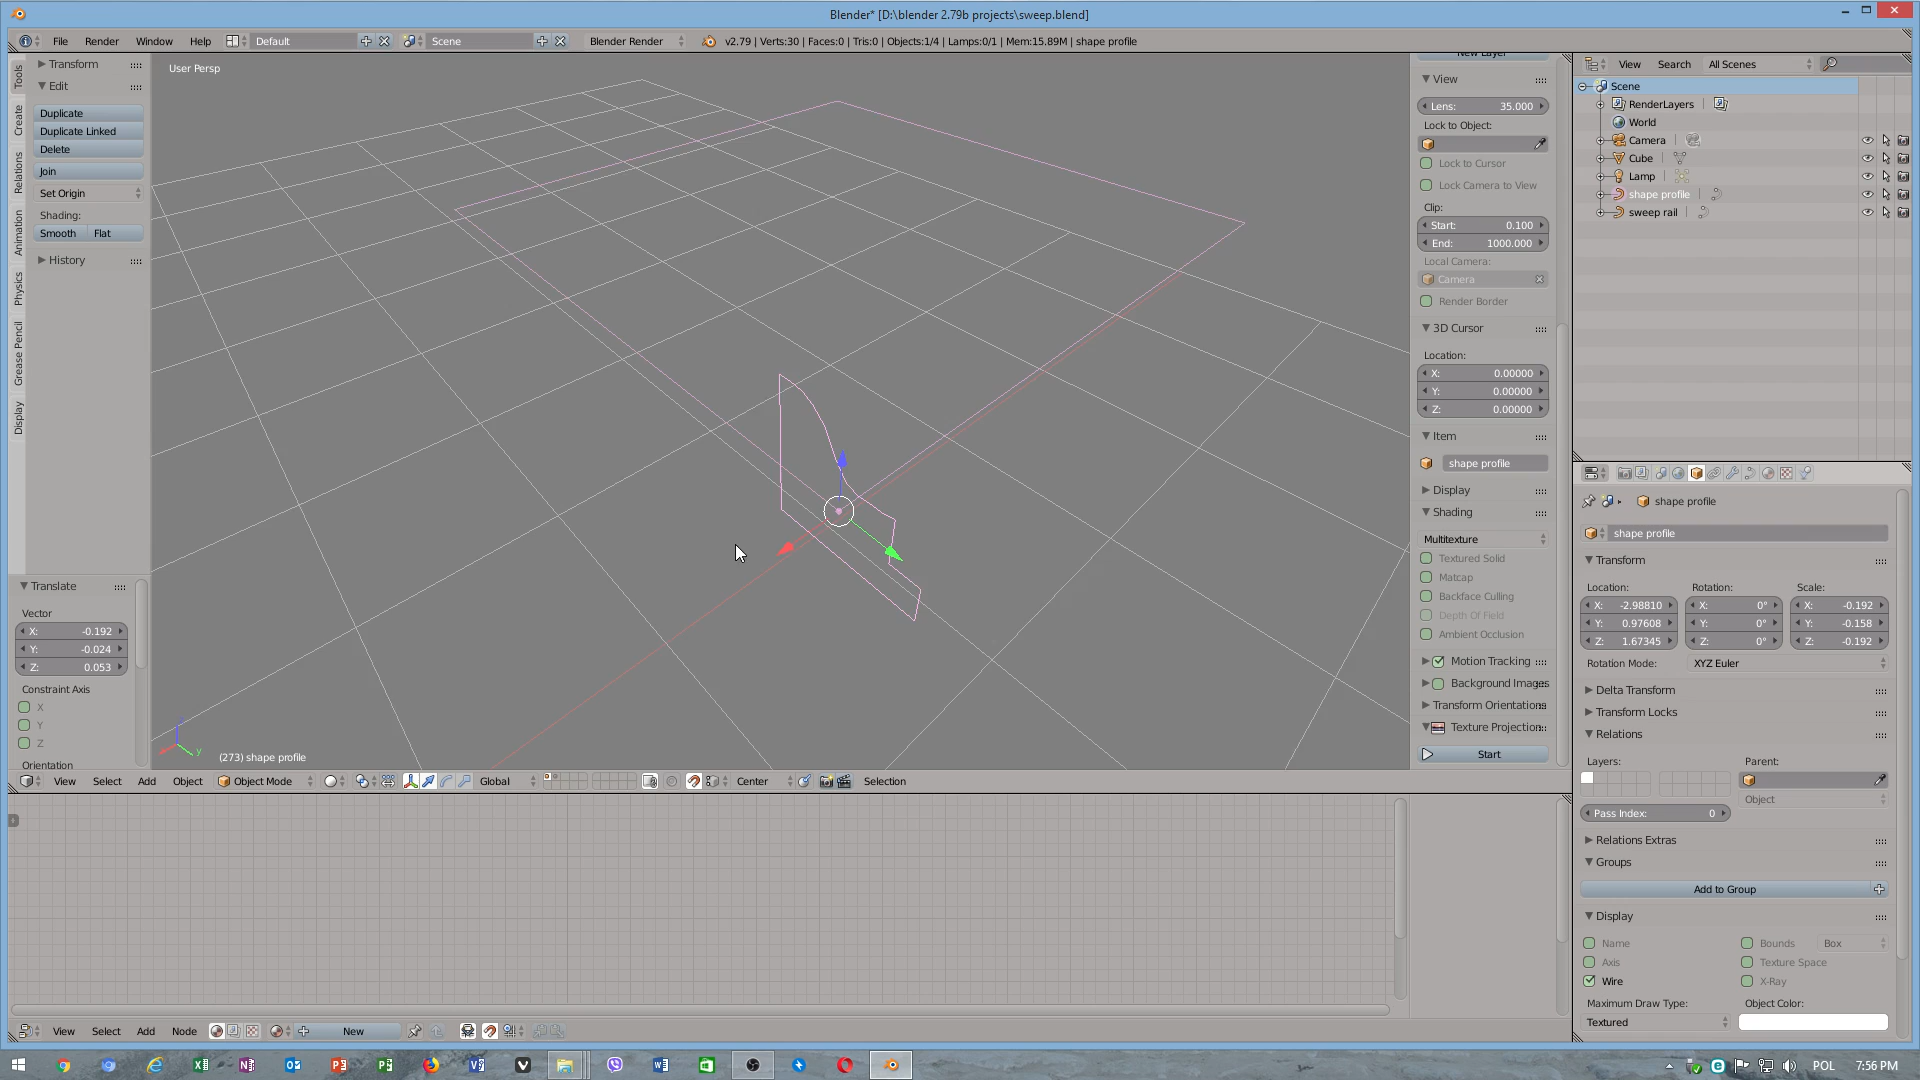 Blender* [D:\blender 2.79b projects\sweep.blend]
File Render Window Help Default Scene Blender Render v2.79 | Verts:30 | Faces:0 | Tris:0 | Objects:1/4 | Lamps:0/1 | Mem:15.89M | shape profile
Tools
Create
Relations
Animation
Physics
Grease Pencil
Display
Transform
Edit
Duplicate
Duplicate Linked
Delete
Join
Set Origin
Shading:
Smooth Flat
History
Translate
Vector
X: -0.192
Y: -0.024
Z: 0.053
Constraint Axis
X
Y
Z
Orientation
User Persp
y
(273) shape profile
View Select Add Object Object Mode Global Center Selection
New Layer
View
Lens: 35.000
Lock to Object:
Lock to Cursor
Lock Camera to View
Clip:
Start: 0.100
End: 1000.000
Local Camera:
Camera
Render Border
3D Cursor
Location:
X: 0.00000
Y: 0.00000
Z: 0.00000
Item
shape profile
Display
Shading
Multitexture
Textured Solid
Matcap
Backface Culling
Depth Of Field
Ambient Occlusion
Motion Tracking
Background Images
Transform Orientations
Texture Projection
Start
View Search All Scenes
Scene
RenderLayers
World
Camera
Cube
Lamp
shape profile
sweep rail
shape profile
shape profile
Transform
Location: Rotation: Scale:
X: -2.98810 X: 0° X: -0.192
Y: 0.97608 Y: 0° Y: -0.158
Z: 1.67345 Z: 0° Z: -0.192
Rotation Mode: XYZ Euler
Delta Transform
Transform Locks
Relations
Layers: Parent:
Object
Pass Index: 0
Relations Extras
Groups
Add to Group
Display
Name Bounds Box
Axis Texture Space
Wire X-Ray
Maximum Draw Type: Object Color:
Textured
View Select Add Node New
POL 7:56 PM